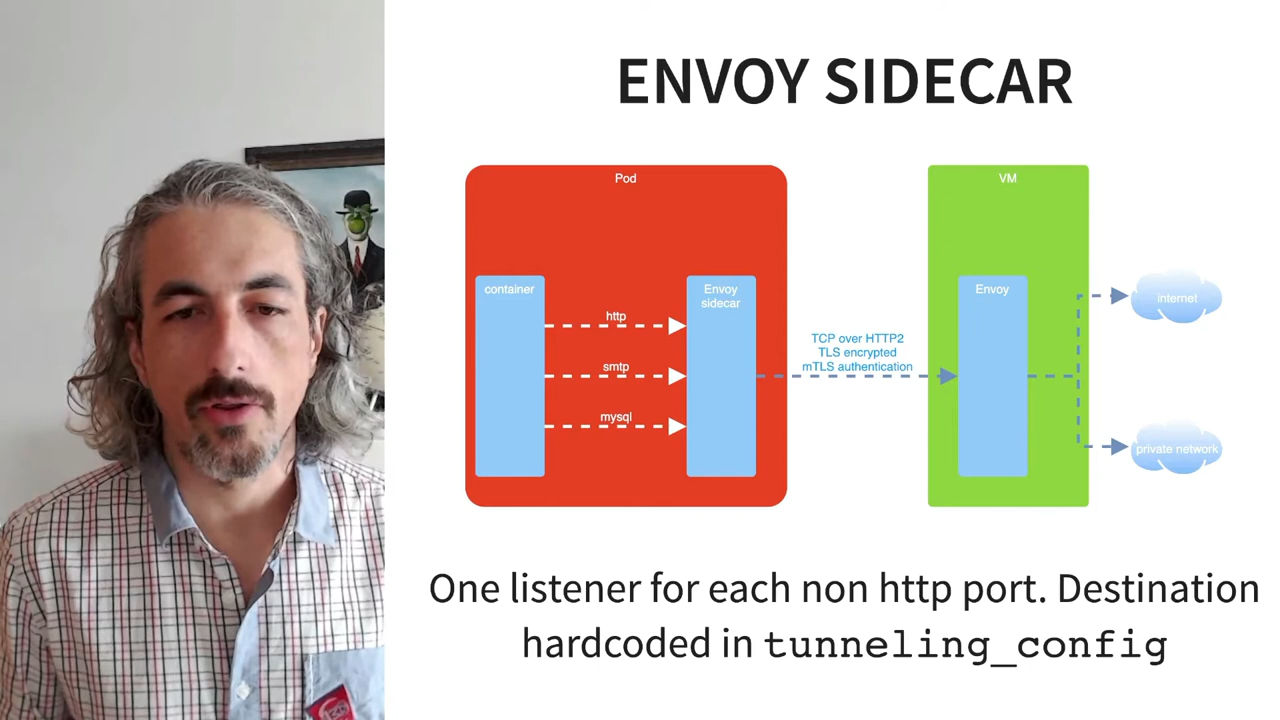 ENVOY SIDECAR
Pod
VM
container
Envoy
sidecar
Envoy
http
smtp
mysql
TCP over HTTP2
TLS encrypted
mTLS authentication
internet
private network
One listener for each non http port. Destination
hardcoded in tunneling_config